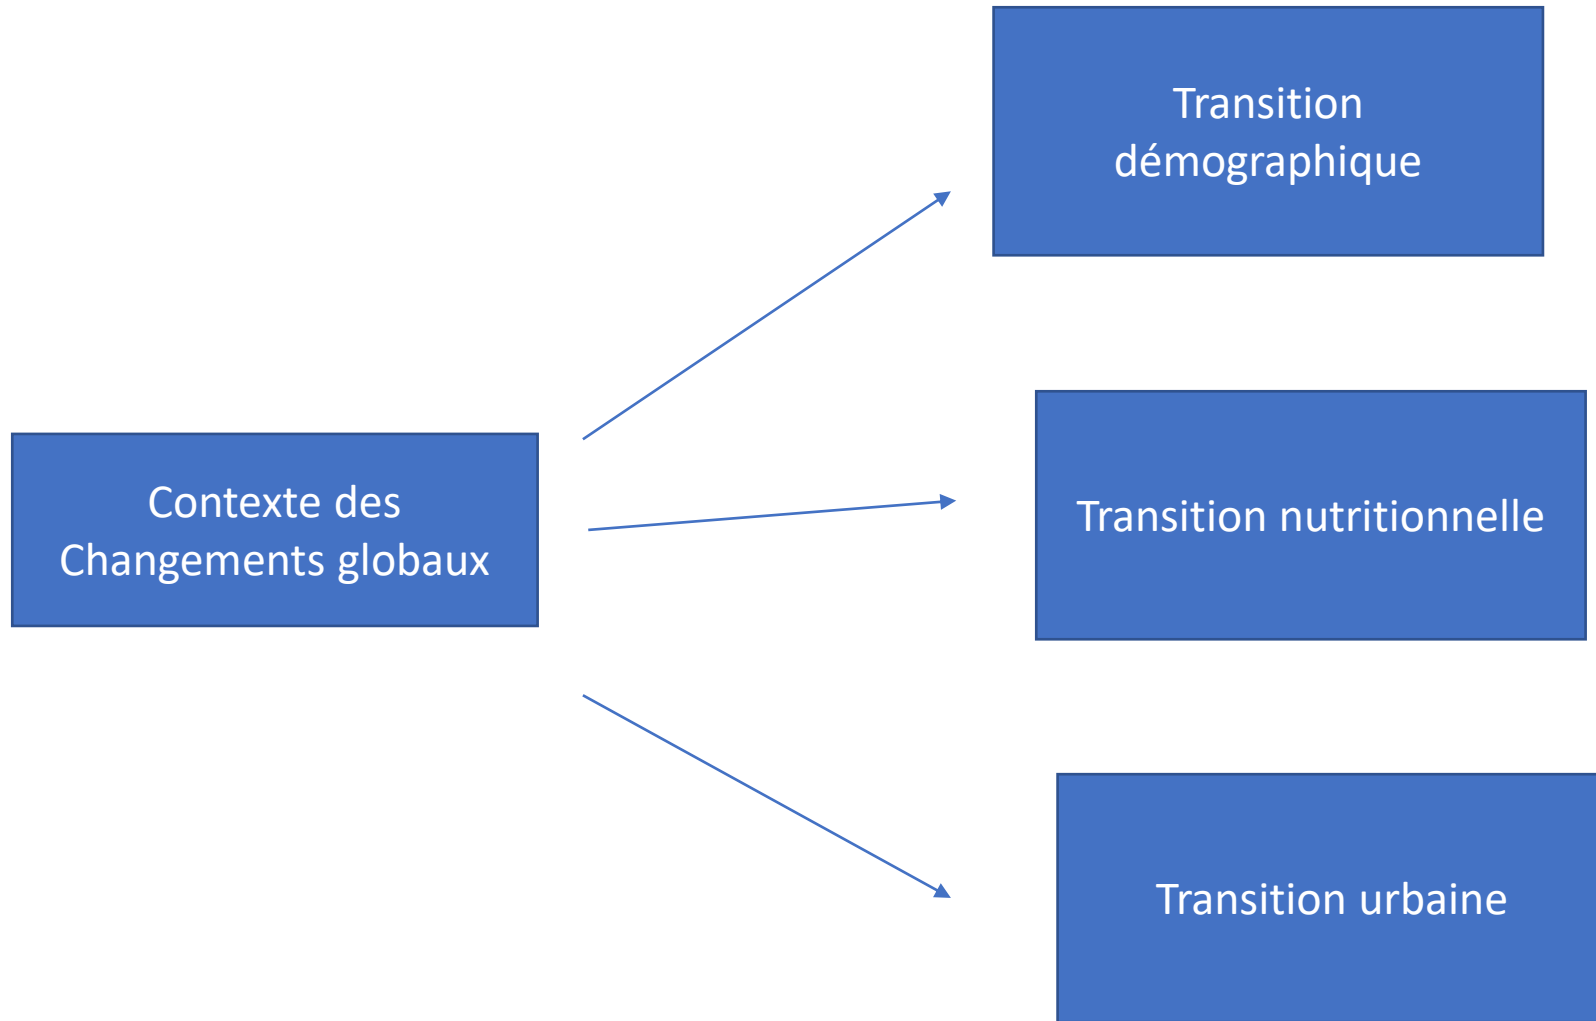 Transition
démographique
Contexte des
Changements globaux
Transition nutritionnelle
Transition urbaine